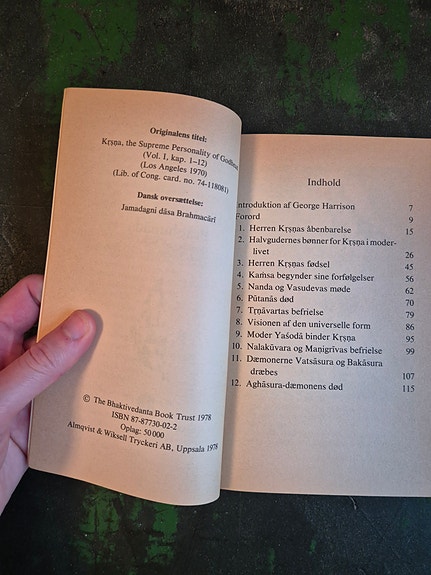 Originalens titel:
Kṛṣṇa, the Supreme Personality of Godhead
(Vol. I, kap. 1–12)
(Los Angeles 1970)
(Lib. of Cong. card. no. 74-118081)
Dansk oversættelse:
Jamadagni dāsa Brahmacārī
© The Bhaktivedanta Book Trust 1978
ISBN 87-87730-02-2
Oplag: 50 000
Almqvist & Wiksell Tryckeri AB, Uppsala 1978
Indhold
Introduktion af George Harrison 7
Forord 9
1. Herren Kṛṣṇas åbenbarelse 15
2. Halvgudernes bønner for Kṛṣṇa i moder-
livet 26
3. Herren Kṛṣṇas fødsel 45
4. Kaṁsa begynder sine forfølgelser 56
5. Nanda og Vasudevas møde 62
6. Pūtanās død 70
7. Tṛṇāvartas befrielse 79
8. Visionen af den universelle form 86
9. Moder Yaśodā binder Kṛṣṇa 95
10. Nalakūvara og Maṇigrīvas befrielse 99
11. Dæmonerne Vatsāsura og Bakāsura
dræbes 107
12. Aghāsura-dæmonens død 115